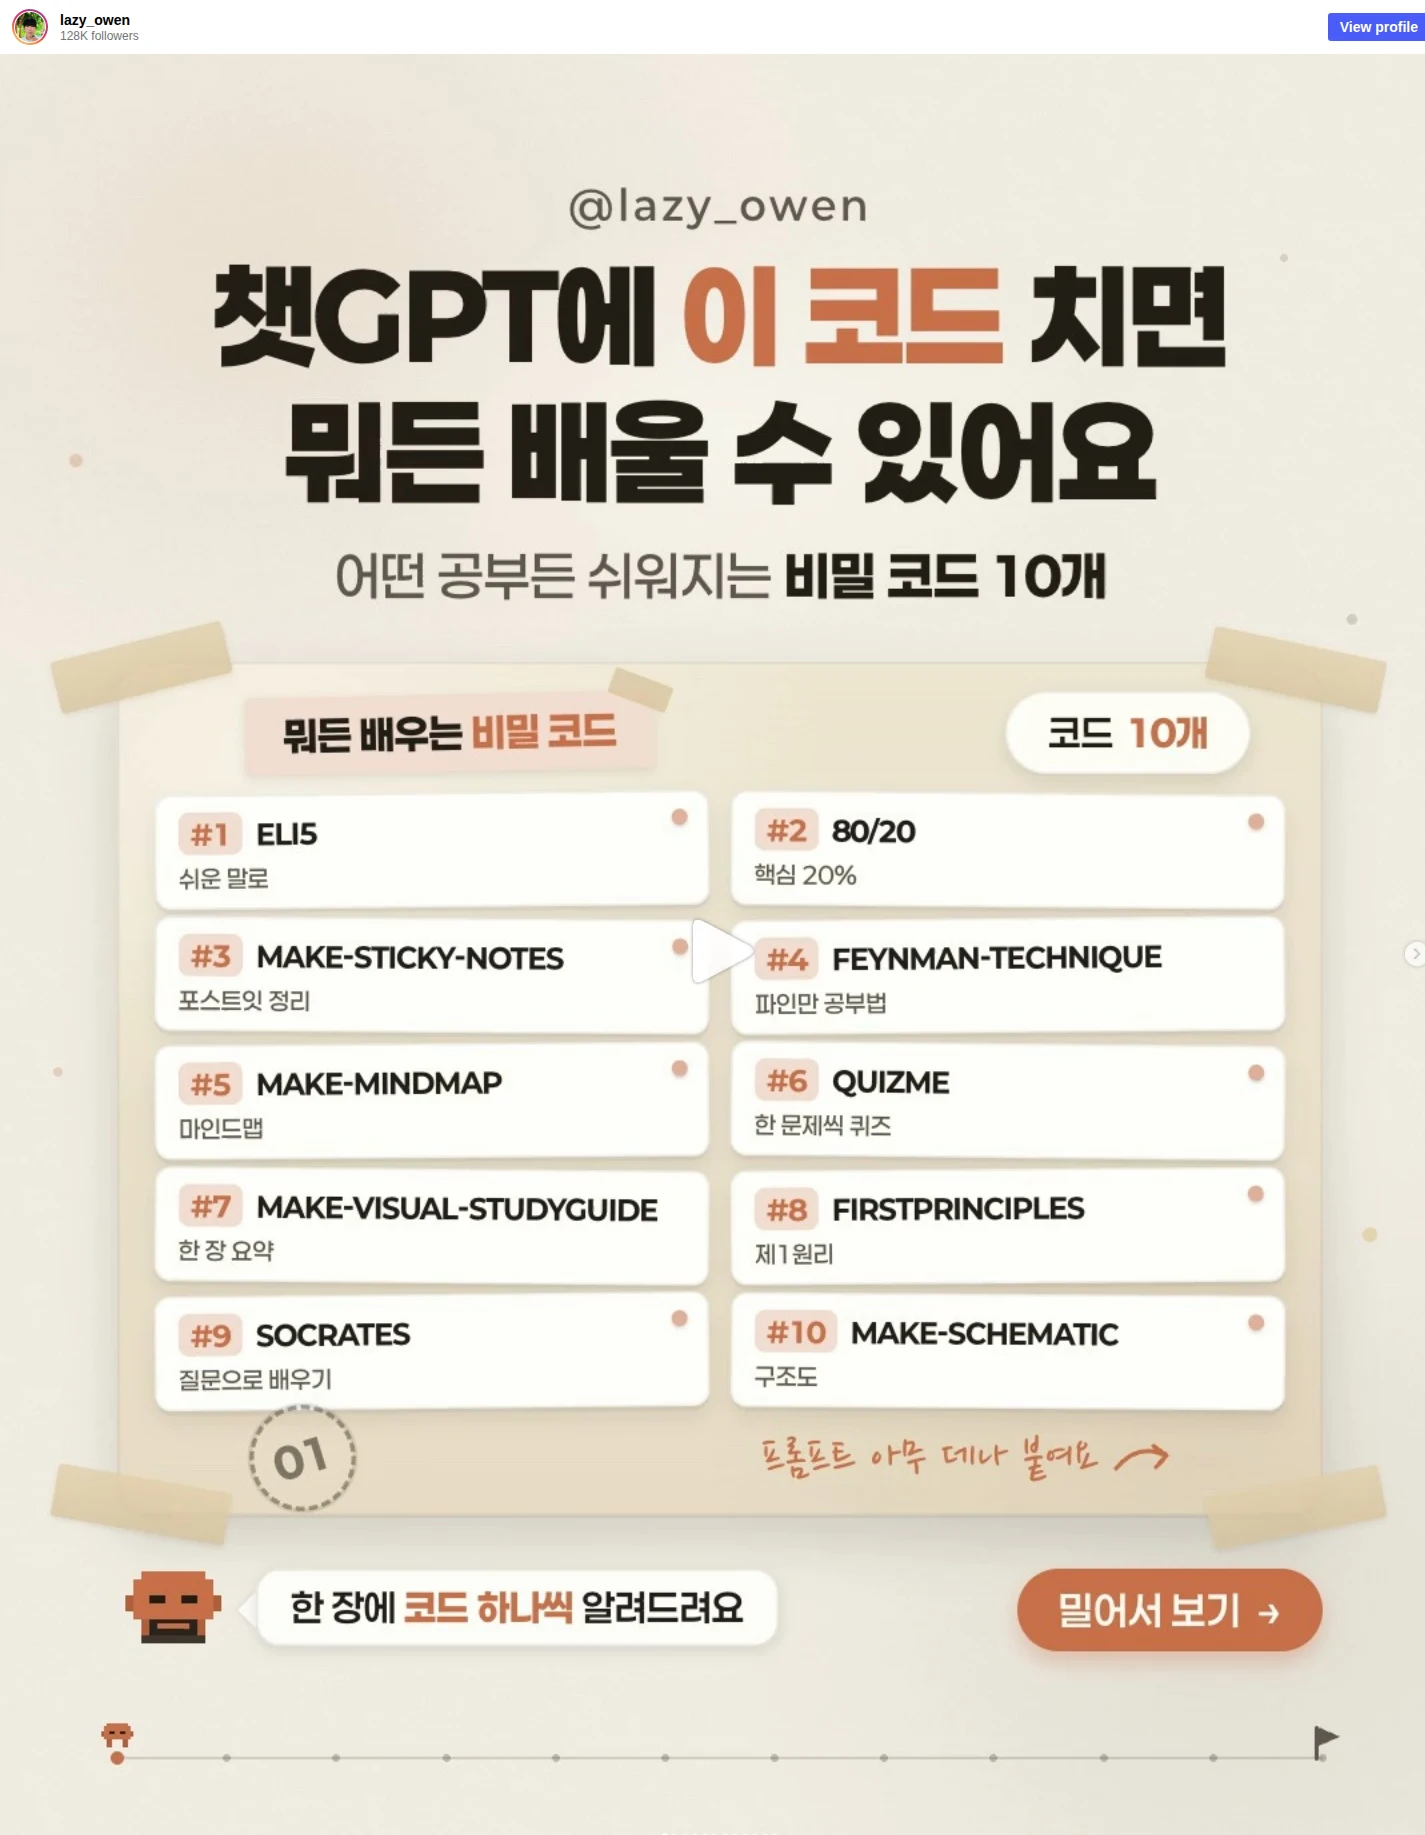 lazy_owen
128K followers
View profile
@lazy_owen
챗GPT에 이 코드 치면
뭐든 배울 수 있어요
어떤 공부든 쉬워지는 비밀 코드 10개
뭐든 배우는 비밀 코드
코드 10개
#1 ELI5
쉬운 말로
#2 80/20
핵심 20%
#3 MAKE-STICKY-NOTES
포스트잇 정리
#4 FEYNMAN-TECHNIQUE
파인만 공부법
#5 MAKE-MINDMAP
마인드맵
#6 QUIZME
한 문제씩 퀴즈
#7 MAKE-VISUAL-STUDYGUIDE
한 장 요약
#8 FIRSTPRINCIPLES
제1원리
#9 SOCRATES
질문으로 배우기
#10 MAKE-SCHEMATIC
구조도
01
프롬프트 아무 데나 붙여요 →
한 장에 코드 하나씩 알려드려요
밀어서 보기 →